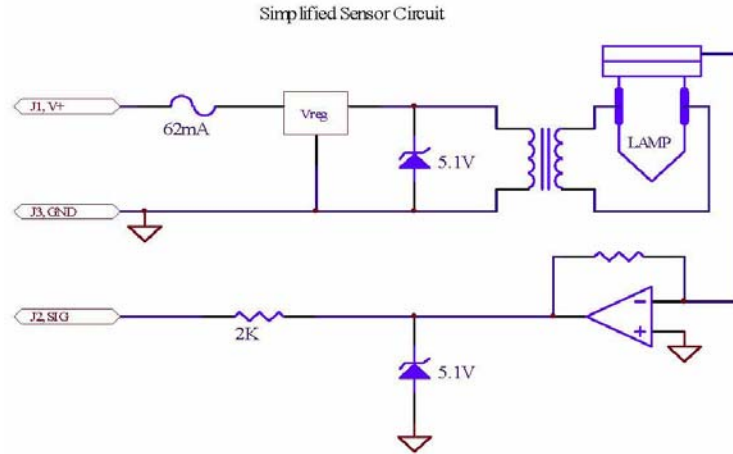 Simplified Sensor Circuit
J1, V+
62mA
Vreg
5.1V
LAMP
J3, GND
J2, SIG
2K
5.1V
-
+